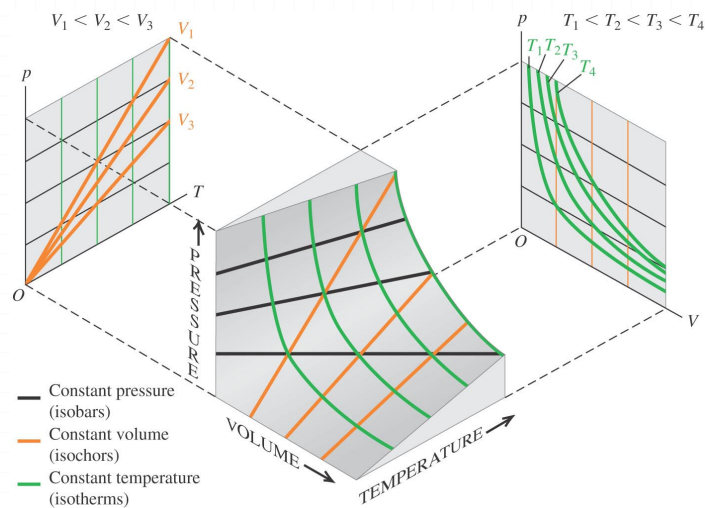 V₁ < V₂ < V₃
V₁
p
V₂
V₃
T
O
p
T₁ < T₂ < T₃ < T₄
T₁ T₂ T₃
T₄
O
V
PRESSURE
VOLUME
TEMPERATURE
Constant pressure
(isobars)
Constant volume
(isochors)
Constant temperature
(isotherms)